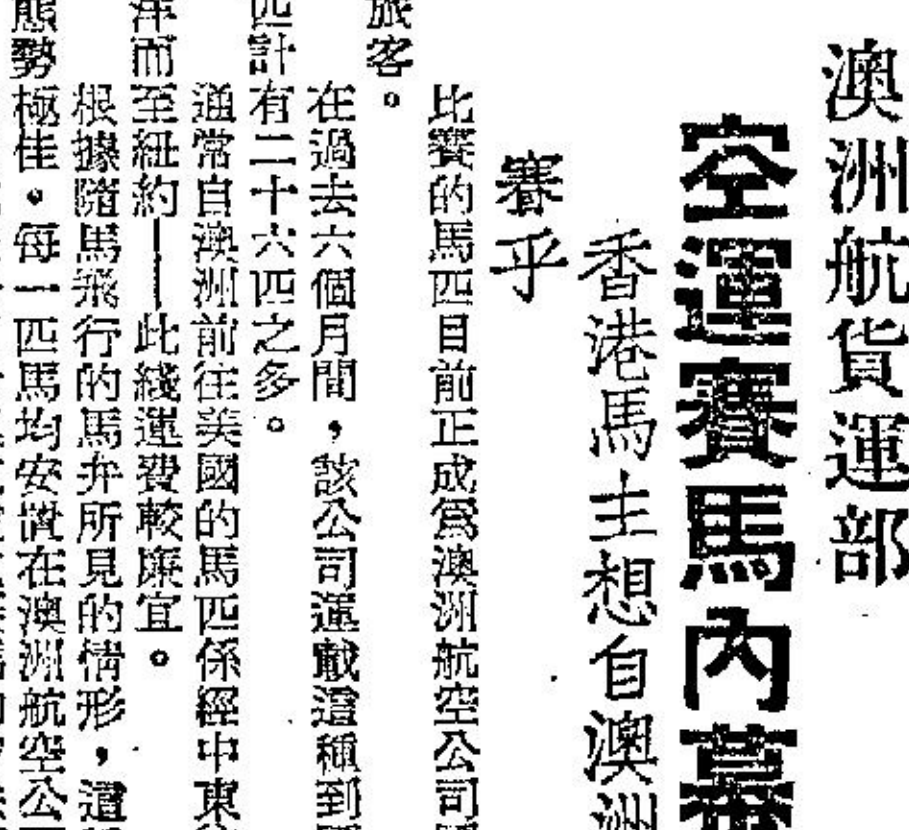 澳洲航貨運部
空運賽馬內幕
香港馬主想自澳洲
賽乎
比賽的馬匹目前正成爲澳洲航空公司
旅客。
在過去六個月間，該公司運載這種到
匹計有二十六匹之多。
通常自澳洲前往美國的馬匹係經中東
洋而至紐約——此綫運費較廉宜。
根據隨馬飛行的馬弁所見的情形，這
態勢極佳。每一匹馬均安置在澳洲航空公